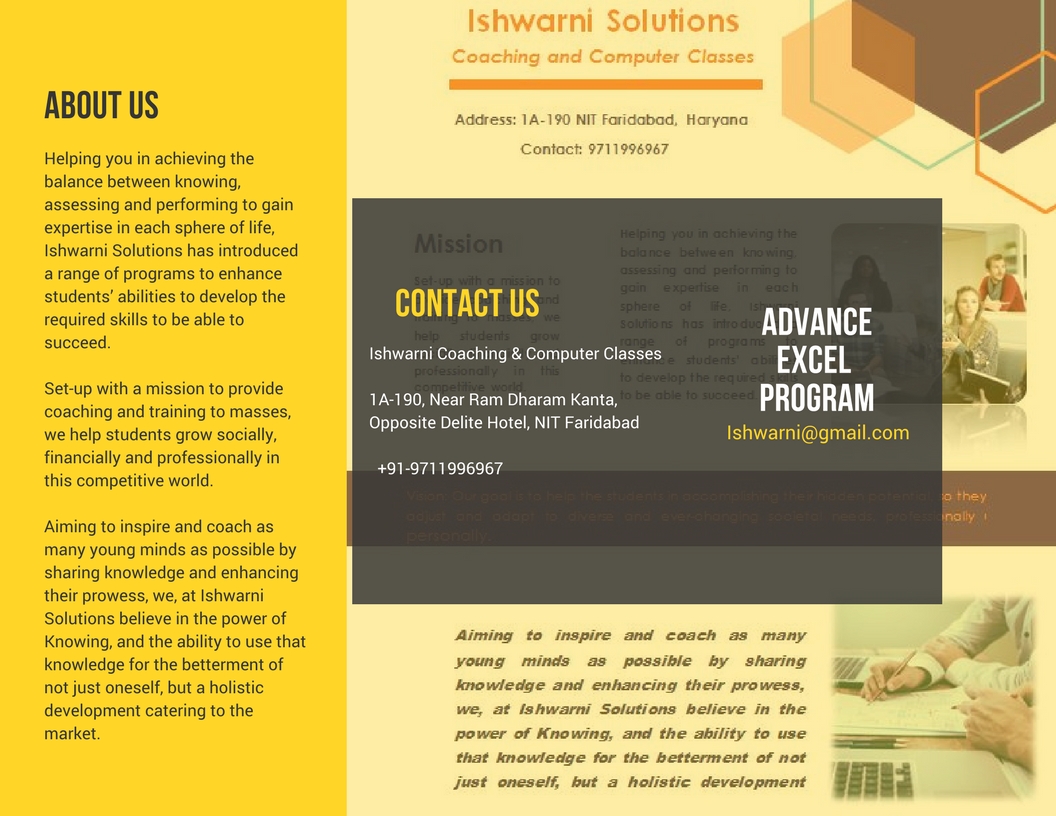 ABOUT US
Helping you in achieving the
balance between knowing,
assessing and performing to gain
expertise in each sphere of life,
Ishwarni Solutions has introduced
a range of programs to enhance
students' abilities to develop the
required skills to be able to
succeed.
Set-up with a mission to provide
coaching and training to masses,
we help students grow socially,
financially and professionally in
this competitive world.
Aiming to inspire and coach as
many young minds as possible by
sharing knowledge and enhancing
their prowess, we, at Ishwarni
Solutions believe in the power of
Knowing, and the ability to use that
knowledge for the betterment of
not just oneself, but a holistic
development catering to the
market.
Ishwarni Solutions
Coaching and Computer Classes
Address: 1A-190 NIT Faridabad, Haryana
Contact: 9711996967
Mission
Set-up with a mission to
help students grow
professionally in this
competitive world.
Helping you in achieving the
balance between knowing,
assessing and performing to
gain expertise in each
sphere of life, Ishwarni
Solutions has
range of programs to
students'
to develop the required skills
to be able to succeed.
CONTACT US
Ishwarni Coaching & Computer Classes
1A-190, Near Ram Dharam Kanta,
Opposite Delite Hotel, NIT Faridabad
+91-9711996967
ADVANCE
EXCEL
PROGRAM
Ishwarni@gmail.com
Vision: Our goal is to help the students in accomplishing their hidden potential, so they
adjust and adapt to diverse and ever-changing societal needs, professionally
personally.
Aiming to inspire and coach as many
young minds as possible by sharing
knowledge and enhancing their prowess,
we, at Ishwarni Solutions believe in the
power of Knowing, and the ability to use
that knowledge for the betterment of not
just oneself, but a holistic development